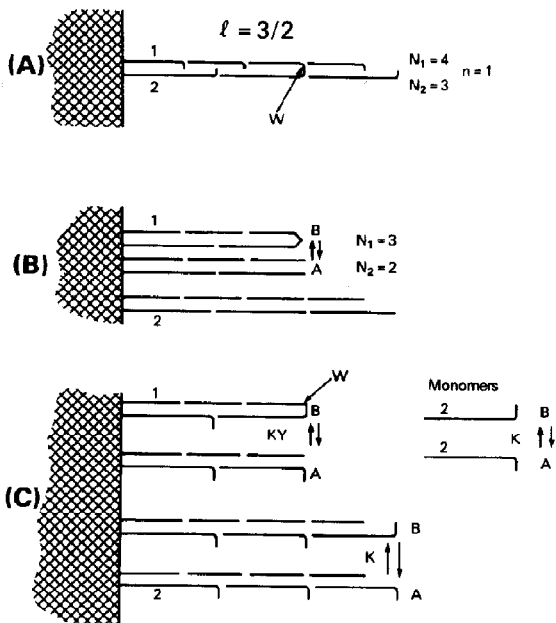 ℓ = 3/2
(A)
1
N₁ = 4
n = 1
2
N₂ = 3
W
1
B
N₁ = 3
(B)
A
N₂ = 2
2
W
1
B
KY
A
Monomers
2
B
K
2
A
(C)
B
K
2
A